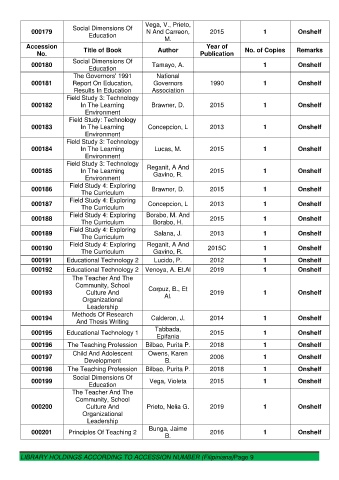 000179 Social Dimensions Of Education Vega, V., Prieto, N And Carreon, M. 2015 1 Onshelf
Accession No. Title of Book Author Year of Publication No. of Copies Remarks
000180 Social Dimensions Of Education Tamayo, A. 1 Onshelf
000181 The Governors' 1991 Report On Education, Results In Education National Governors Association 1990 1 Onshelf
000182 Field Study 3: Technology In The Learning Environment Brawner, D. 2015 1 Onshelf
000183 Field Study: Technology In The Learning Environment Concepcion, L 2013 1 Onshelf
000184 Field Study 3: Technology In The Learning Environment Lucas, M. 2015 1 Onshelf
000185 Field Study 3: Technology In The Learning Environment Reganit, A And Gavino, R. 2015 1 Onshelf
000186 Field Study 4: Exploring The Curriculum Brawner, D. 2015 1 Onshelf
000187 Field Study 4: Exploring The Curriculum Concepcion, L 2013 1 Onshelf
000188 Field Study 4: Exploring The Curriculum Borabo, M. And Borabo, H. 2015 1 Onshelf
000189 Field Study 4: Exploring The Curriculum Salana, J. 2013 1 Onshelf
000190 Field Study 4: Exploring The Curriculum Reganit, A And Gavino, R. 2015C 1 Onshelf
000191 Educational Technology 2 Lucido, P. 2012 1 Onshelf
000192 Educational Technology 2 Venoya, A. Et.Al 2019 1 Onshelf
000193 The Teacher And The Community, School Culture And Organizational Leadership Corpuz, B., Et Al. 2019 1 Onshelf
000194 Methods Of Research And Thesis Writing Calderon, J. 2014 1 Onshelf
000195 Educational Technology 1 Tabbada, Epifania 2015 1 Onshelf
000196 The Teaching Profession Bilbao, Purita P. 2018 1 Onshelf
000197 Child And Adolescent Development Owens, Karen B. 2006 1 Onshelf
000198 The Teaching Profession Bilbao, Purita P. 2018 1 Onshelf
000199 Social Dimensions Of Education Vega, Violeta 2015 1 Onshelf
000200 The Teacher And The Community, School Culture And Organizational Leadership Prieto, Nelia G. 2019 1 Onshelf
000201 Principles Of Teaching 2 Bunga, Jaime B. 2016 1 Onshelf
LIBRARY HOLDINGS ACCORDING TO ACCESSION NUMBER (Filipiniana)Page 9